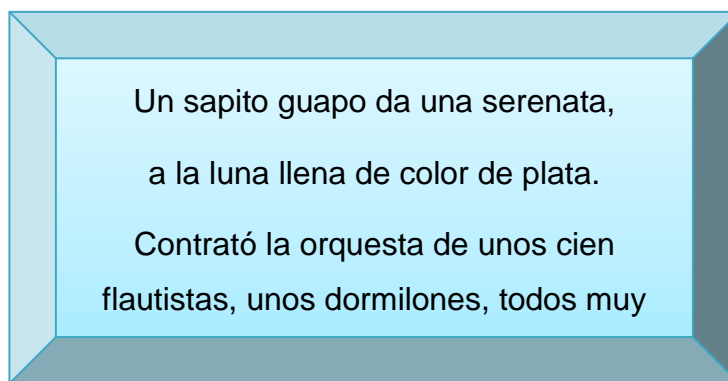 Un sapito guapo da una serenata,
a la luna llena de color de plata.
Contrató la orquesta de unos cien
flautistas, unos dormilones, todos muy